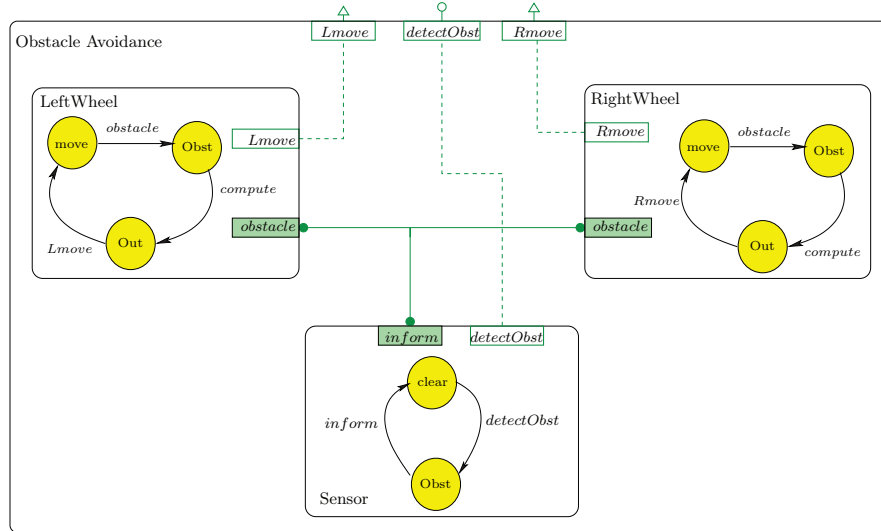 Lmove
detectObst
Rmove
Obstacle Avoidance
LeftWheel
move
obstacle
Obst
Lmove
compute
obstacle
Lmove
Out
RightWheel
Rmove
move
obstacle
Obst
Rmove
obstacle
Out
compute
inform
detectObst
clear
inform
detectObst
Obst
Sensor